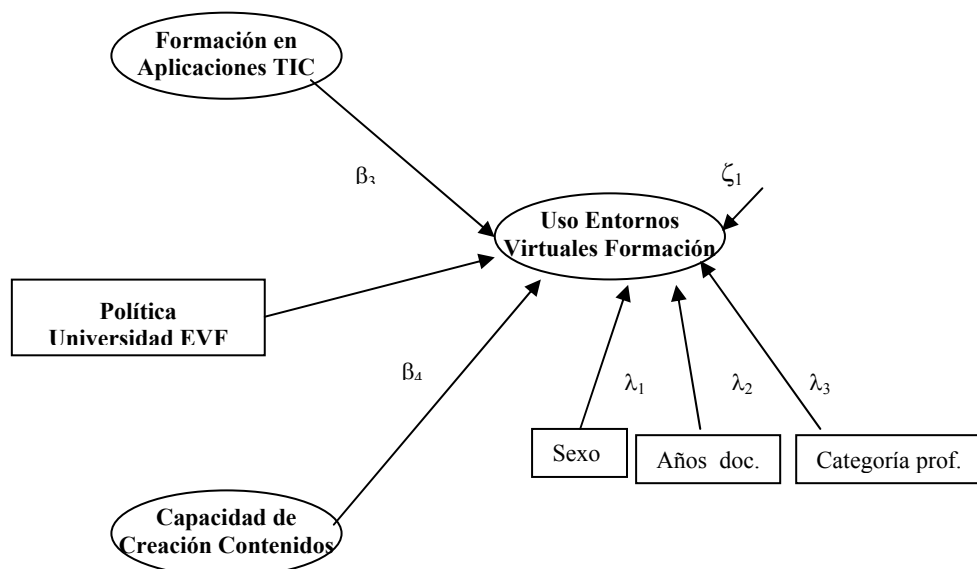 Formación en
Aplicaciones TIC
β3
ζ1
Uso Entornos
Virtuales Formación
Política
Universidad EVF
β4
λ1
λ2
λ3
Sexo
Años doc.
Categoría prof.
Capacidad de
Creación Contenidos